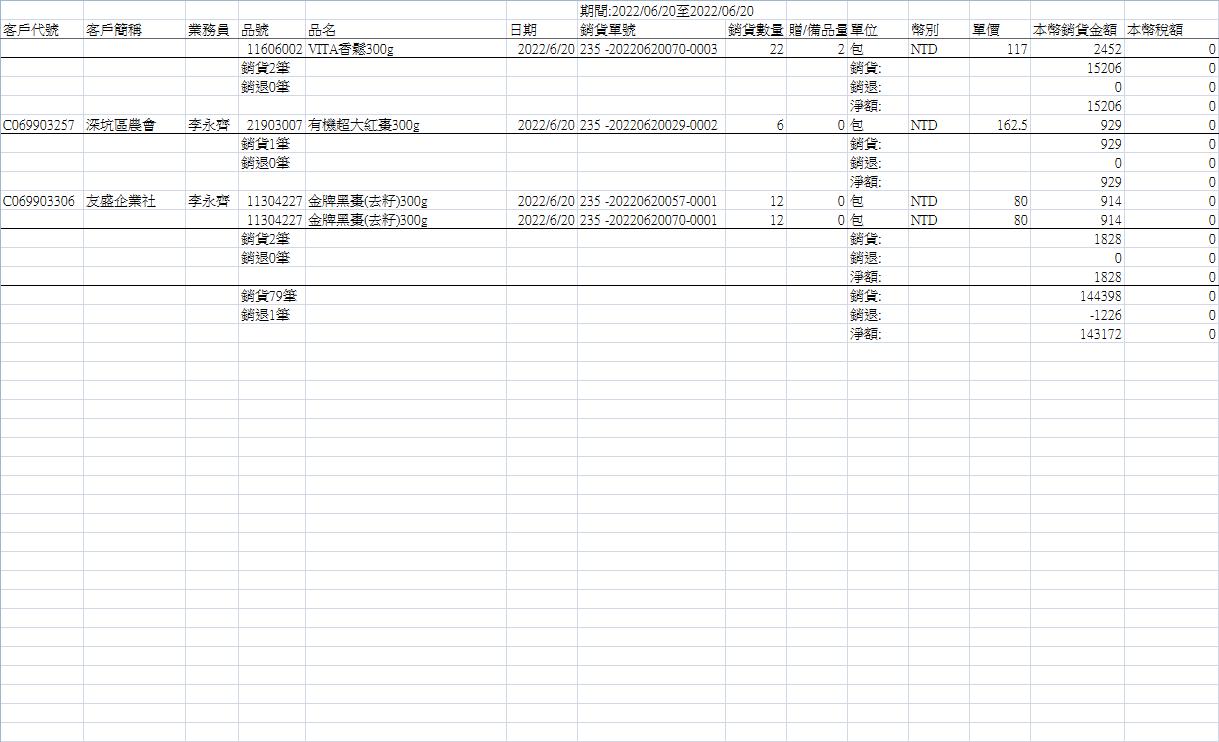 期間:2022/06/20至2022/06/20
客戶代號 客戶簡稱 業務員 品號 品名 日期 銷貨單號 銷貨數量 贈/備品量 單位 幣別 單價 本幣銷貨金額 本幣稅額
11606002 VITA香鬆300g 2022/6/20 235 -20220620070-0003 22 2 包 NTD 117 2452 0
銷貨2筆 銷貨: 15206 0
銷退0筆 銷退: 0 0
淨額: 15206 0
C069903257 深坑區農會 李永齊 21903007 有機超大紅棗300g 2022/6/20 235 -20220620029-0002 6 0 包 NTD 162.5 929 0
銷貨1筆 銷貨: 929 0
銷退0筆 銷退: 0 0
淨額: 929 0
C069903306 友盛企業社 李永齊 11304227 金牌黑棗(去籽)300g 2022/6/20 235 -20220620057-0001 12 0 包 NTD 80 914 0
11304227 金牌黑棗(去籽)300g 2022/6/20 235 -20220620070-0001 12 0 包 NTD 80 914 0
銷貨2筆 銷貨: 1828 0
銷退0筆 銷退: 0 0
淨額: 1828 0
銷貨79筆 銷貨: 144398 0
銷退1筆 銷退: -1226 0
淨額: 143172 0